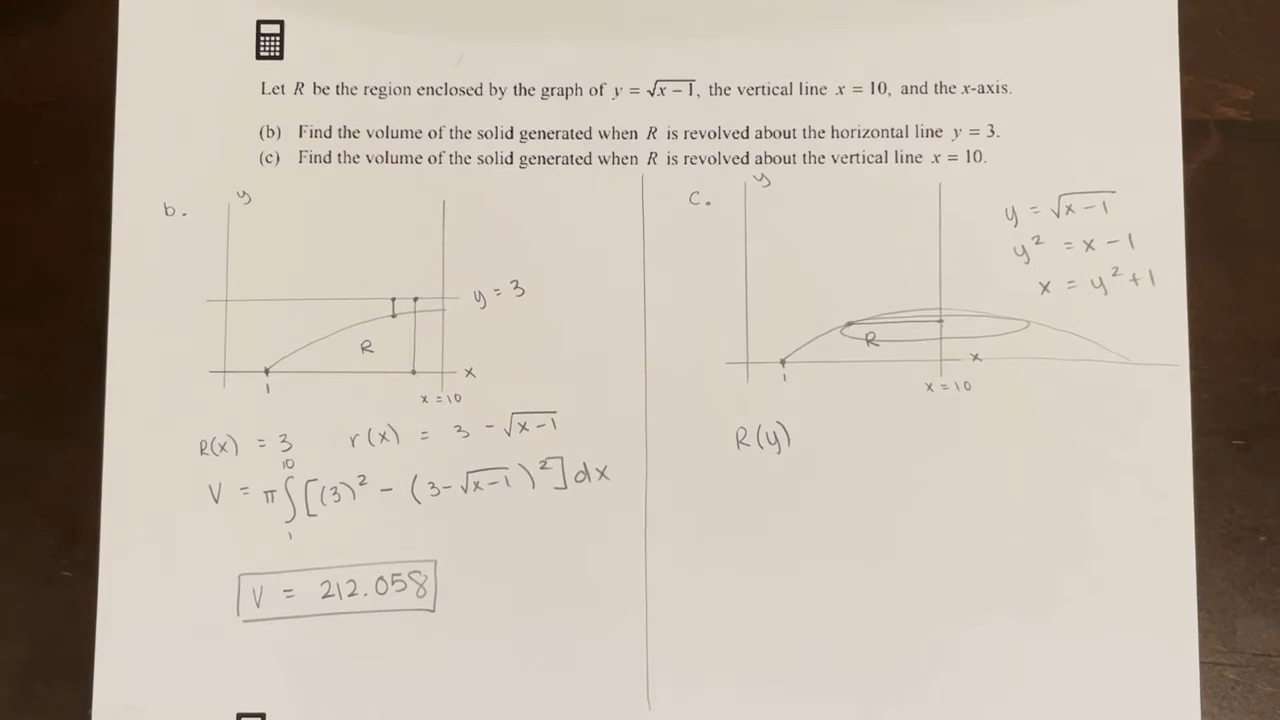 Let R be the region enclosed by the graph of y = √(x − 1), the vertical line x = 10, and the x-axis.
(b) Find the volume of the solid generated when R is revolved about the horizontal line y = 3.
(c) Find the volume of the solid generated when R is revolved about the vertical line x = 10.
b.
y
y = 3
R
x
1
x = 10
R(x) = 3 r(x) = 3 - √(x-1)
V = π∫₁¹⁰ [(3)² - (3-√(x-1))²] dx
V = 212.058
c.
y
y = √(x-1)
y² = x - 1
x = y² + 1
R
x
1
x = 10
R(y)